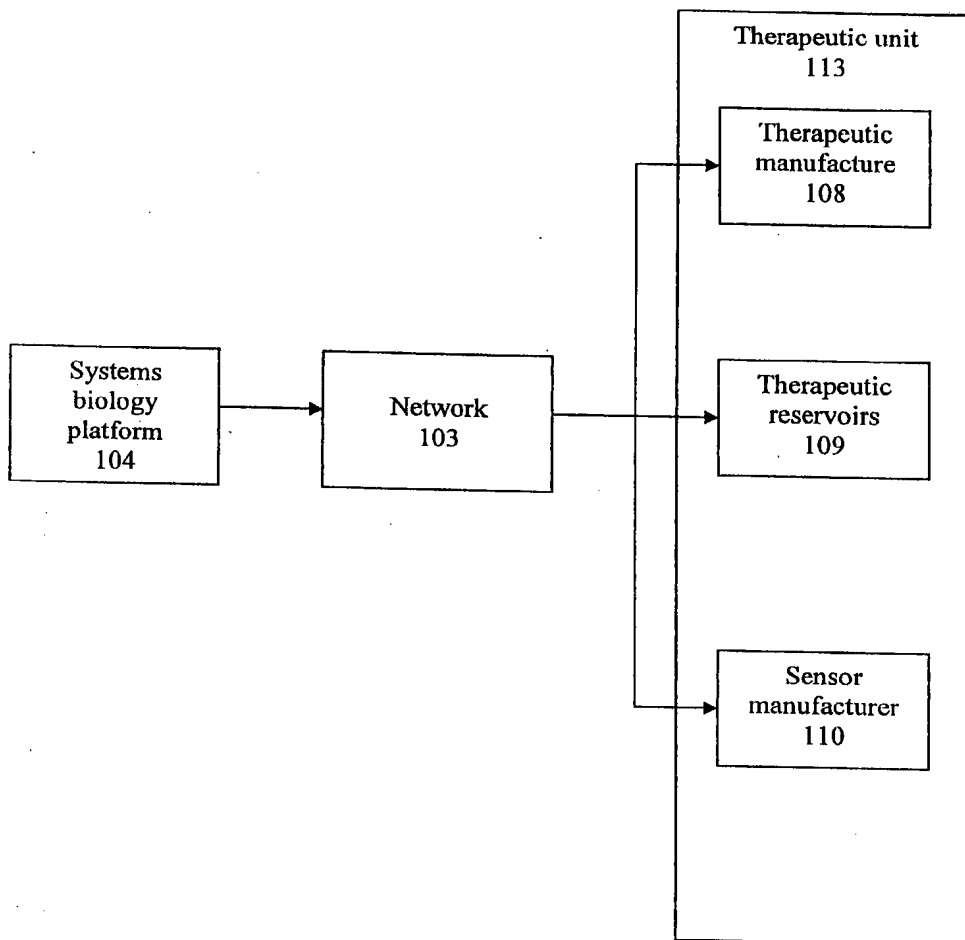 Therapeutic unit
113
Therapeutic
manufacture
108
Systems
biology
platform
104
Network
103
Therapeutic
reservoirs
109
Sensor
manufacturer
110